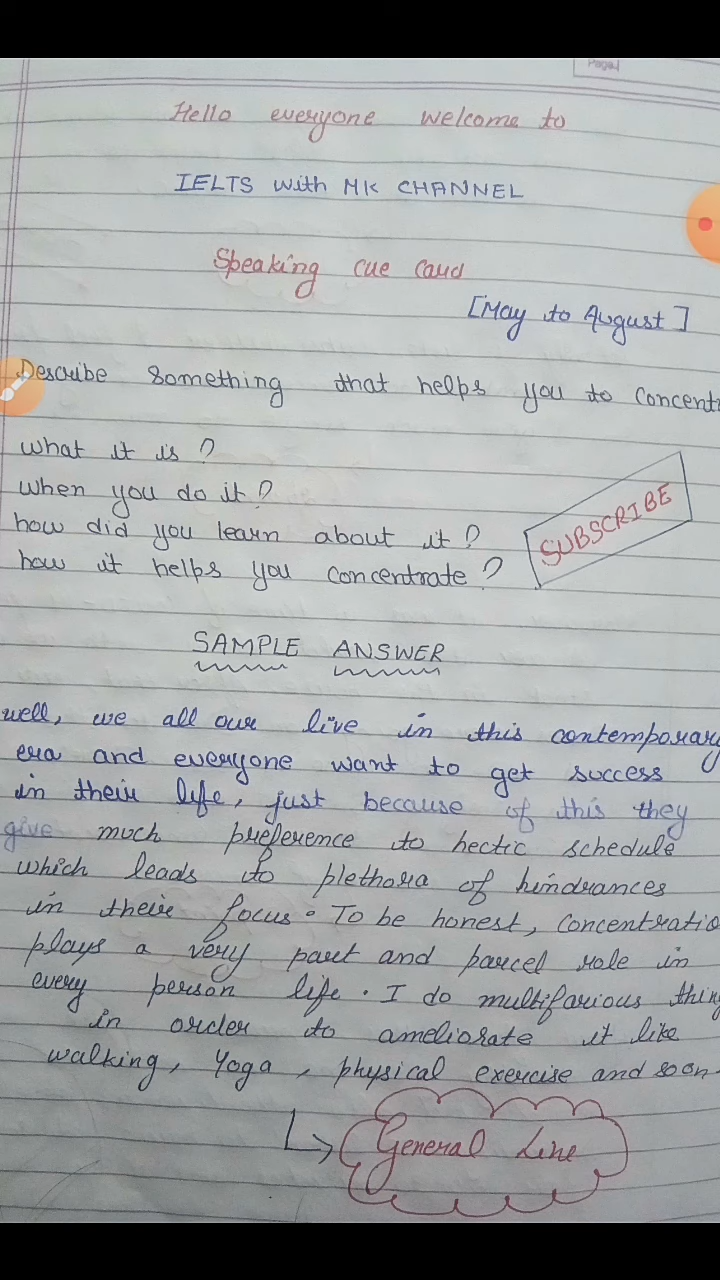 Page
Hello everyone welcome to
IELTS with MK CHANNEL
Speaking cue card
[May to August]
Describe something that helps you to concent
what it is?
when you do it?
how did you learn about it?
how it helps you concentrate?
SUBSCRIBE
SAMPLE ANSWER
well, we all our live in this contemporary
era and everyone want to get success
in their life, just because of this they
give much preference to hectic schedule
which leads to plethora of hindrances
in their focus. To be honest, concentratio
plays a very part and parcel role in
every person life. I do multifarious thing
in order to ameliorate it like
walking, Yoga, physical exercise and soon
General Line